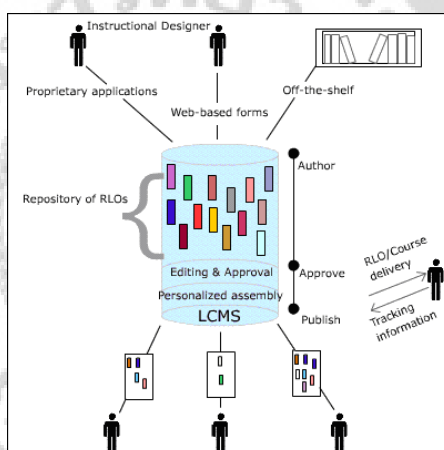 Instructional Designer
Proprietary applications
Web-based forms
Off-the-shelf
Author
Repository of RLOs
RLO/Course
delivery
Editing & Approval
Approve
Personalized assembly
LCMS
Publish
Tracking
information